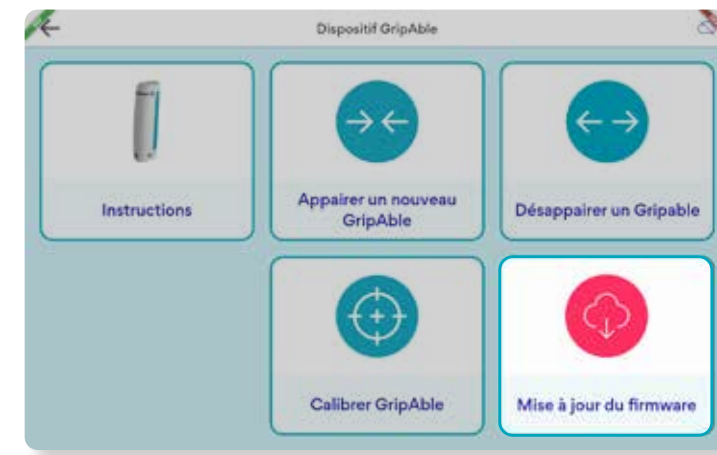 Dispositif GripAble
Instructions
Appairer un nouveau
GripAble
Désappairer un Gripable
Calibrer GripAble
Mise à jour du firmware